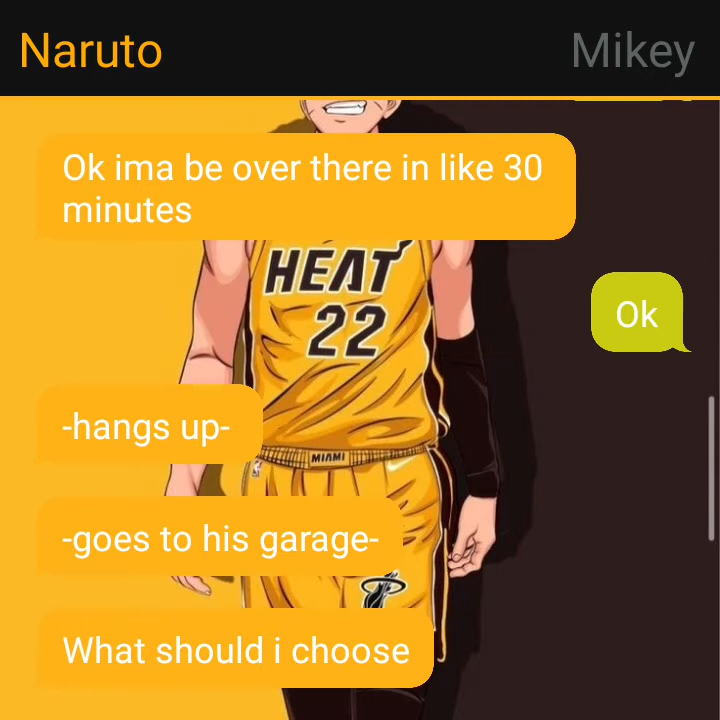 Naruto
Mikey
Ok ima be over there in like 30
minutes
HEAT
22
Ok
-hangs up-
MIAMI
-goes to his garage-
What should i choose